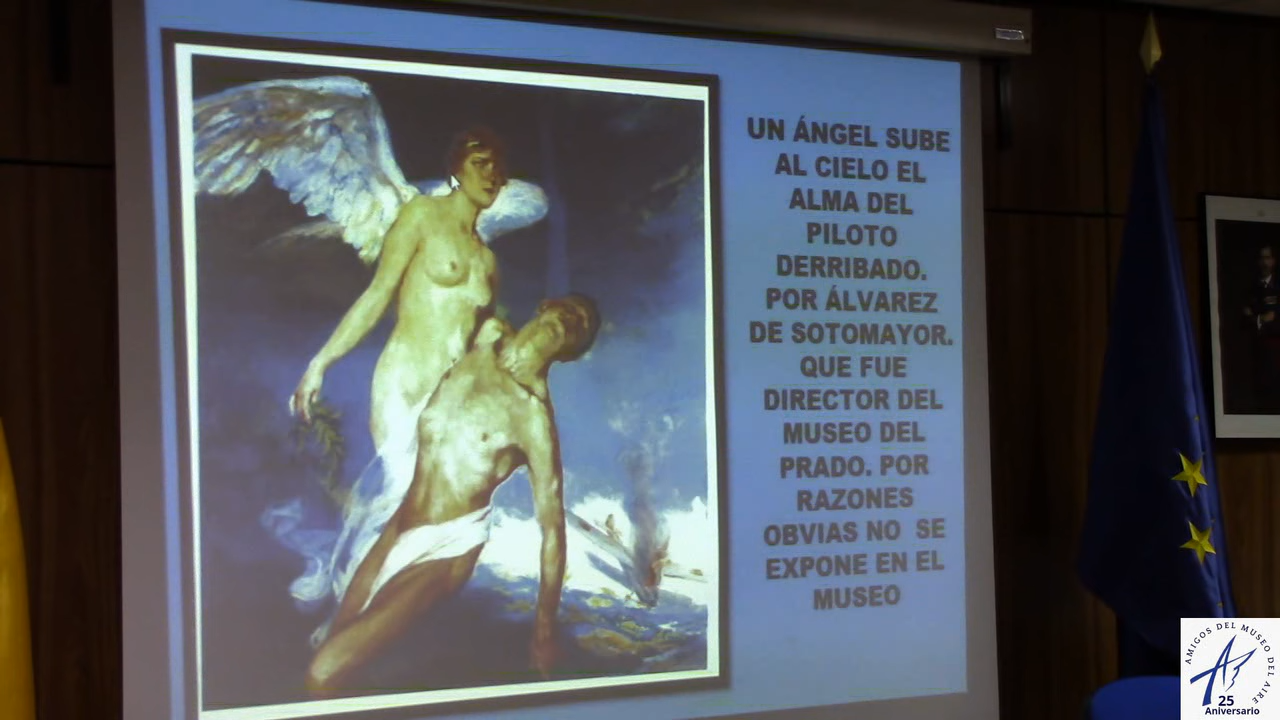 UN ÁNGEL SUBE
AL CIELO EL
ALMA DEL
PILOTO
DERRIBADO.
POR ÁLVAREZ
DE SOTOMAYOR.
QUE FUE
DIRECTOR DEL
MUSEO DEL
PRADO. POR
RAZONES
OBVIAS NO SE
EXPONE EN EL
MUSEO
AMIGOS DEL MUSEO DEL AIRE
25
Aniversario